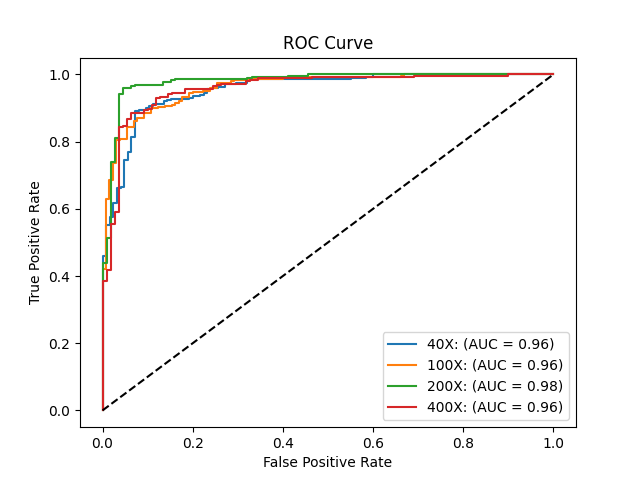 ROC Curve
1.0
0.8
0.6
0.4
0.2
0.0
True Positive Rate
40X: (AUC = 0.96)
100X: (AUC = 0.96)
200X: (AUC = 0.98)
400X: (AUC = 0.96)
0.0 0.2 0.4 0.6 0.8 1.0
False Positive Rate